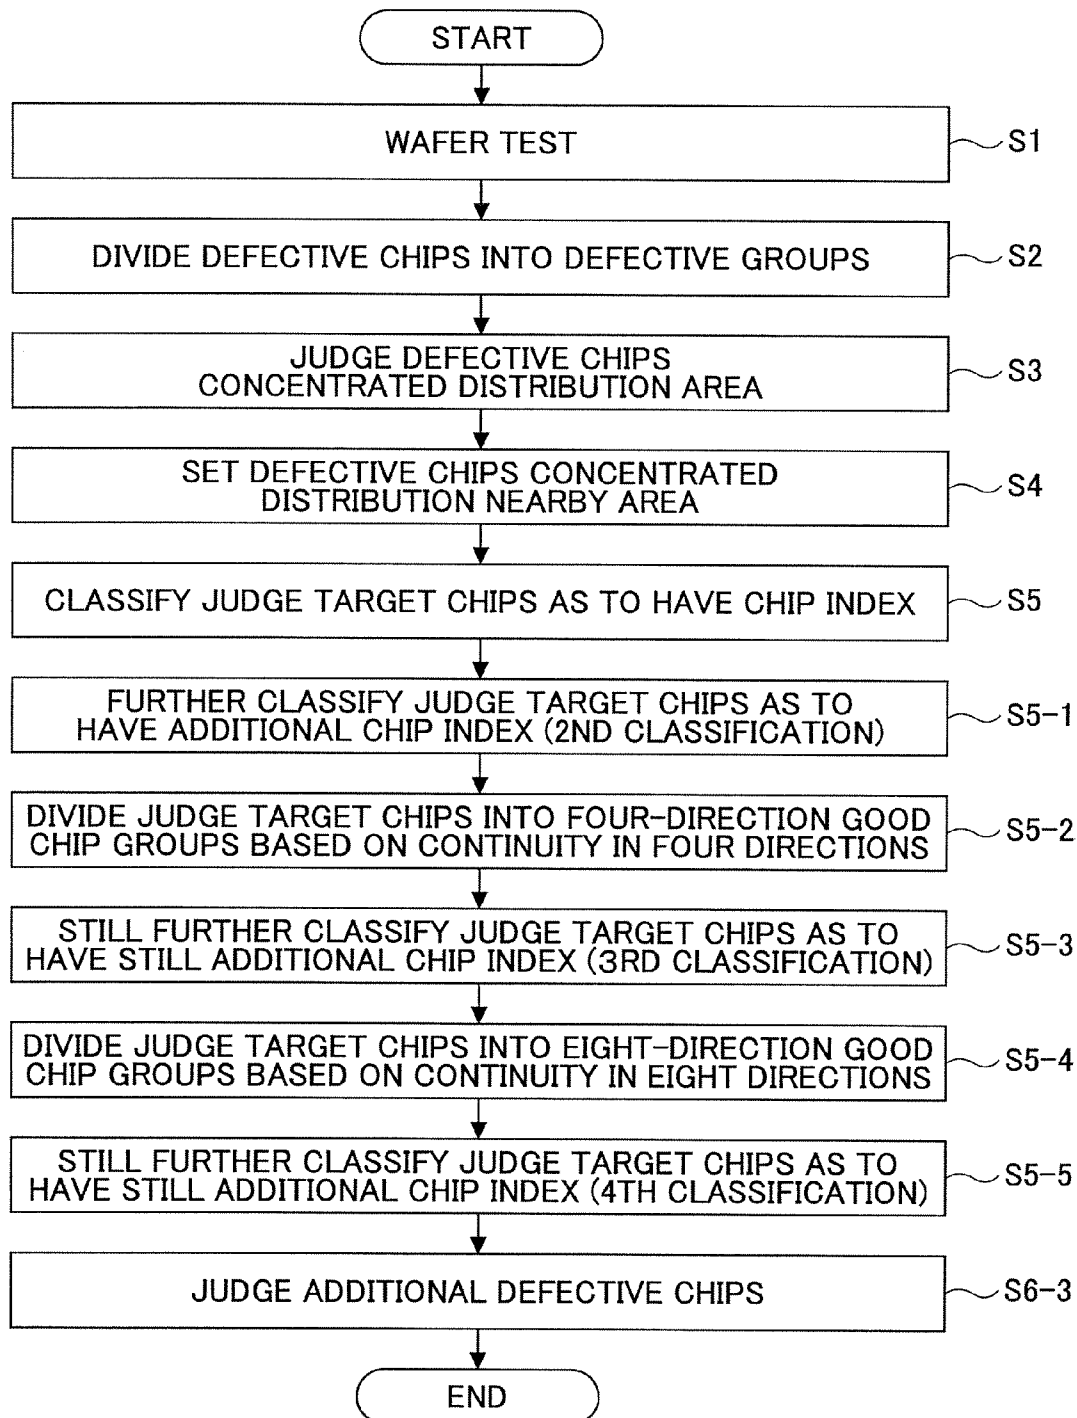 START
WAFER TEST
S1
DIVIDE DEFECTIVE CHIPS INTO DEFECTIVE GROUPS
S2
JUDGE DEFECTIVE CHIPS
CONCENTRATED DISTRIBUTION AREA
S3
SET DEFECTIVE CHIPS CONCENTRATED
DISTRIBUTION NEARBY AREA
S4
CLASSIFY JUDGE TARGET CHIPS AS TO HAVE CHIP INDEX
S5
FURTHER CLASSIFY JUDGE TARGET CHIPS AS TO
HAVE ADDITIONAL CHIP INDEX (2ND CLASSIFICATION)
S5-1
DIVIDE JUDGE TARGET CHIPS INTO FOUR-DIRECTION GOOD
CHIP GROUPS BASED ON CONTINUITY IN FOUR DIRECTIONS
S5-2
STILL FURTHER CLASSIFY JUDGE TARGET CHIPS AS TO
HAVE STILL ADDITIONAL CHIP INDEX (3RD CLASSIFICATION)
S5-3
DIVIDE JUDGE TARGET CHIPS INTO EIGHT-DIRECTION GOOD
CHIP GROUPS BASED ON CONTINUITY IN EIGHT DIRECTIONS
S5-4
STILL FURTHER CLASSIFY JUDGE TARGET CHIPS AS TO
HAVE STILL ADDITIONAL CHIP INDEX (4TH CLASSIFICATION)
S5-5
JUDGE ADDITIONAL DEFECTIVE CHIPS
S6-3
END